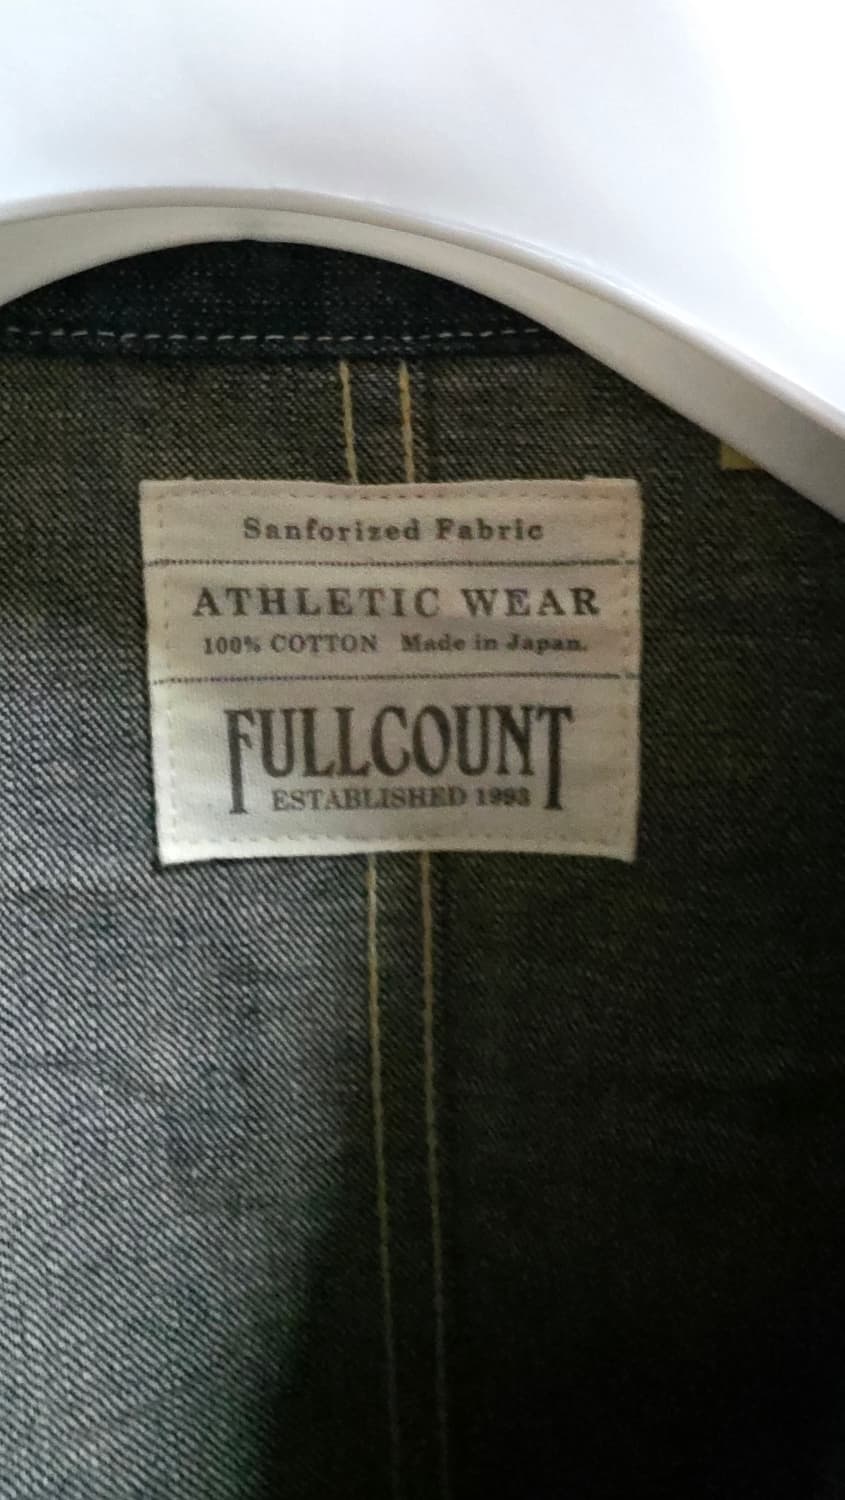 Sanforized Fabric
ATHLETIC WEAR
100% COTTON Made in Japan.
FULLCOUNT
ESTABLISHED 1993